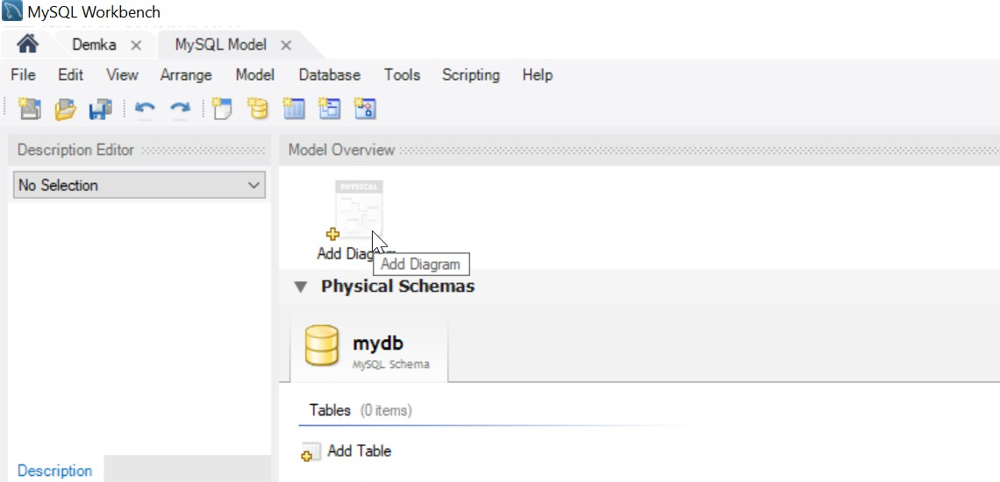 MySQL Workbench
Demka
MySQL Model
File Edit View Arrange Model Database Tools Scripting Help
Description Editor
Model Overview
No Selection
PHYSICAL
Add Diag
Add Diagram
Physical Schemas
mydb
MySQL Schema
Tables (0 items)
Add Table
Description